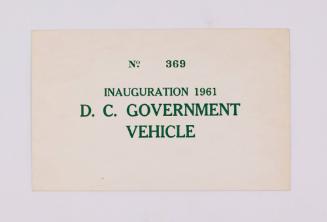 Nº 369
INAUGURATION 1961
D. C. GOVERNMENT
VEHICLE